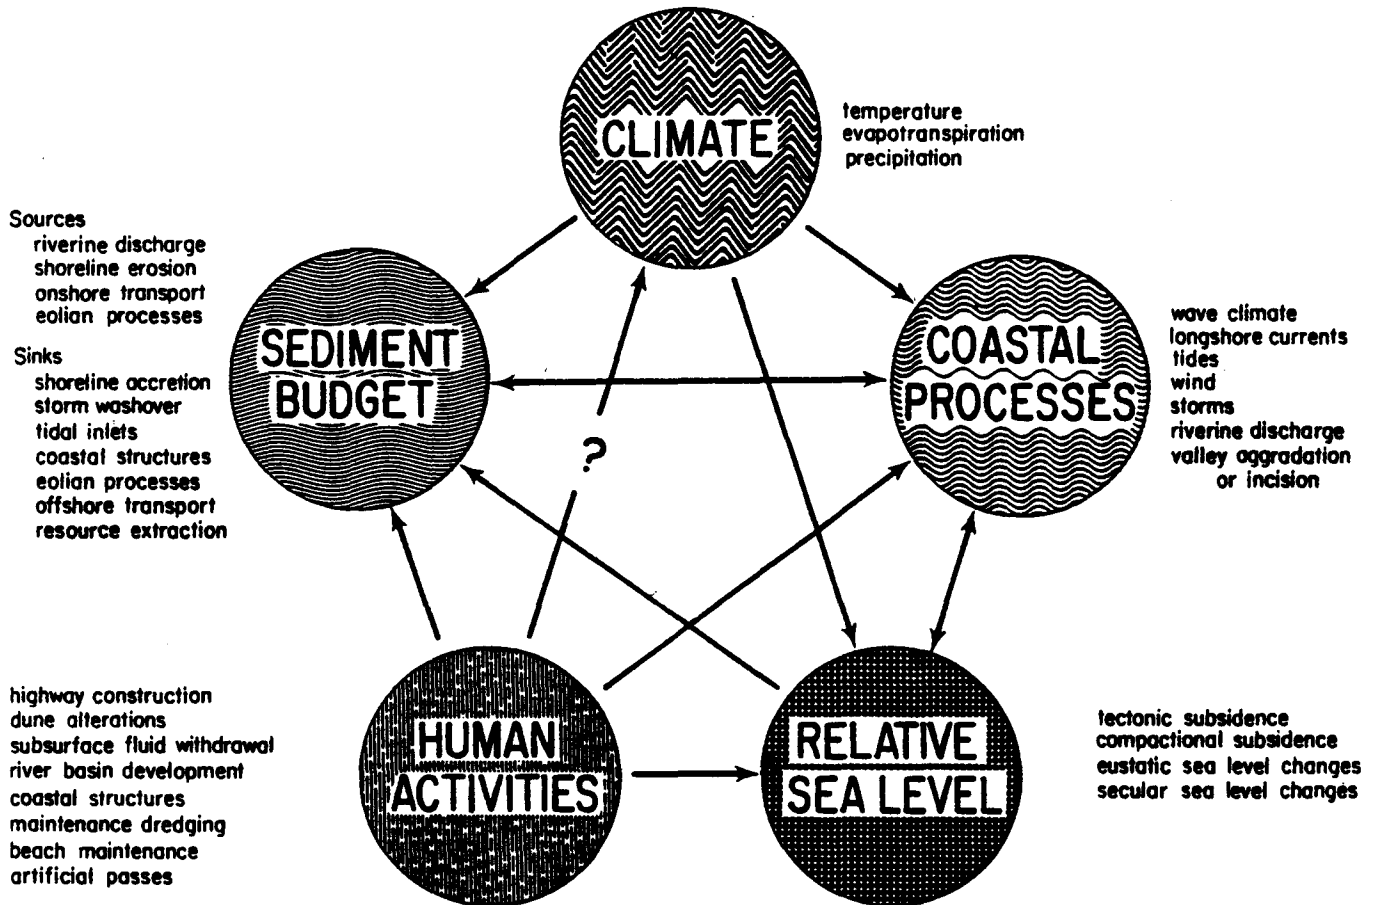 CLIMATE
temperature
evapotranspiration
precipitation
Sources
riverine discharge
shoreline erosion
onshore transport
eolian processes
Sinks
shoreline accretion
storm washover
tidal inlets
coastal structures
eolian processes
offshore transport
resource extraction
SEDIMENT
BUDGET
COASTAL
PROCESSES
wave climate
longshore currents
tides
wind
storms
riverine discharge
valley aggradation
or incision
?
highway construction
dune alterations
subsurface fluid withdrawal
river basin development
coastal structures
maintenance dredging
beach maintenance
artificial passes
HUMAN
ACTIVITIES
RELATIVE
SEA LEVEL
tectonic subsidence
compactional subsidence
eustatic sea level changes
secular sea level changes